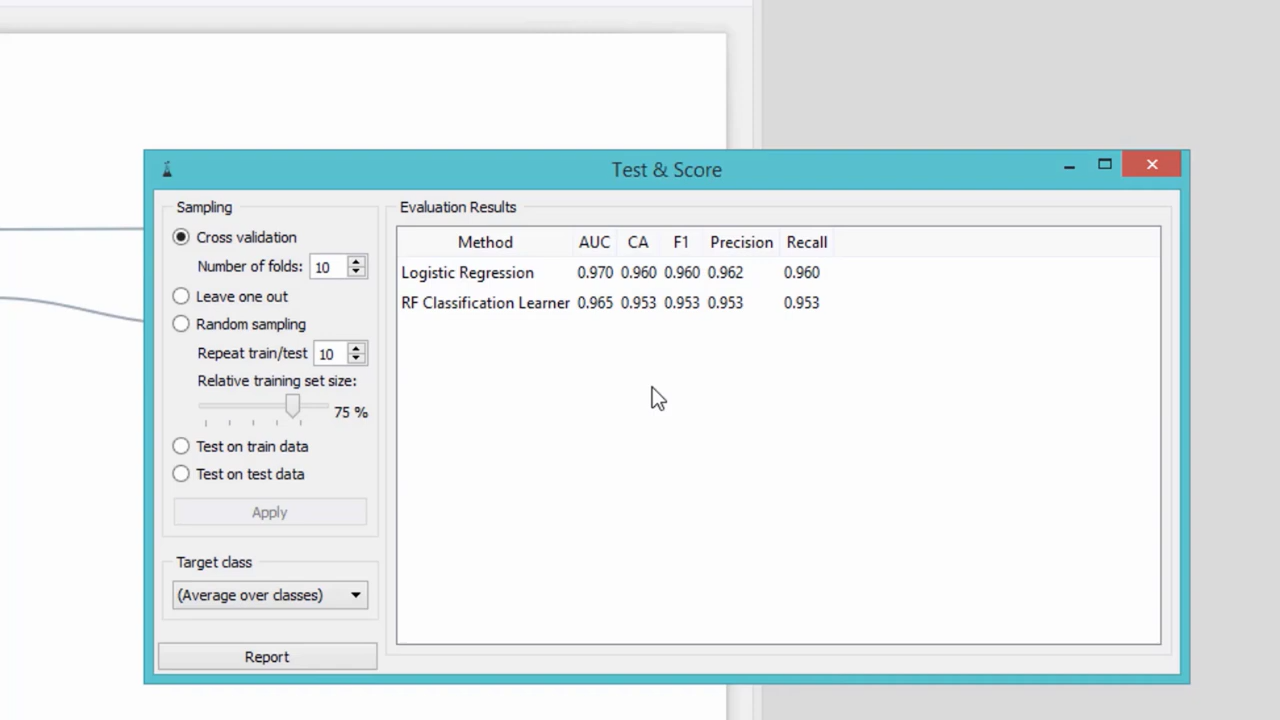 Test & Score
Sampling
Cross validation
Number of folds: 10
Leave one out
Random sampling
Repeat train/test 10
Relative training set size:
75 %
Test on train data
Test on test data
Apply
Target class
(Average over classes)
Report
Evaluation Results
Method AUC CA F1 Precision Recall
Logistic Regression 0.970 0.960 0.960 0.962 0.960
RF Classification Learner 0.965 0.953 0.953 0.953 0.953